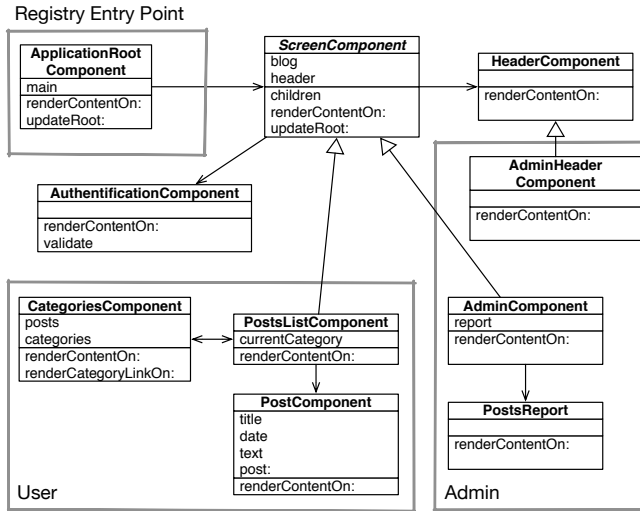 Registry Entry Point
ApplicationRoot
Component
main
renderContentOn:
updateRoot:
ScreenComponent
blog
header
children
renderContentOn:
updateRoot:
HeaderComponent
renderContentOn:
AdminHeader
Component
renderContentOn:
AuthentificationComponent
renderContentOn:
validate
CategoriesComponent
posts
categories
renderContentOn:
renderCategoryLinkOn:
PostsListComponent
currentCategory
renderContentOn:
PostComponent
title
date
text
post:
renderContentOn:
User
AdminComponent
report
renderContentOn:
PostsReport
renderContentOn:
Admin